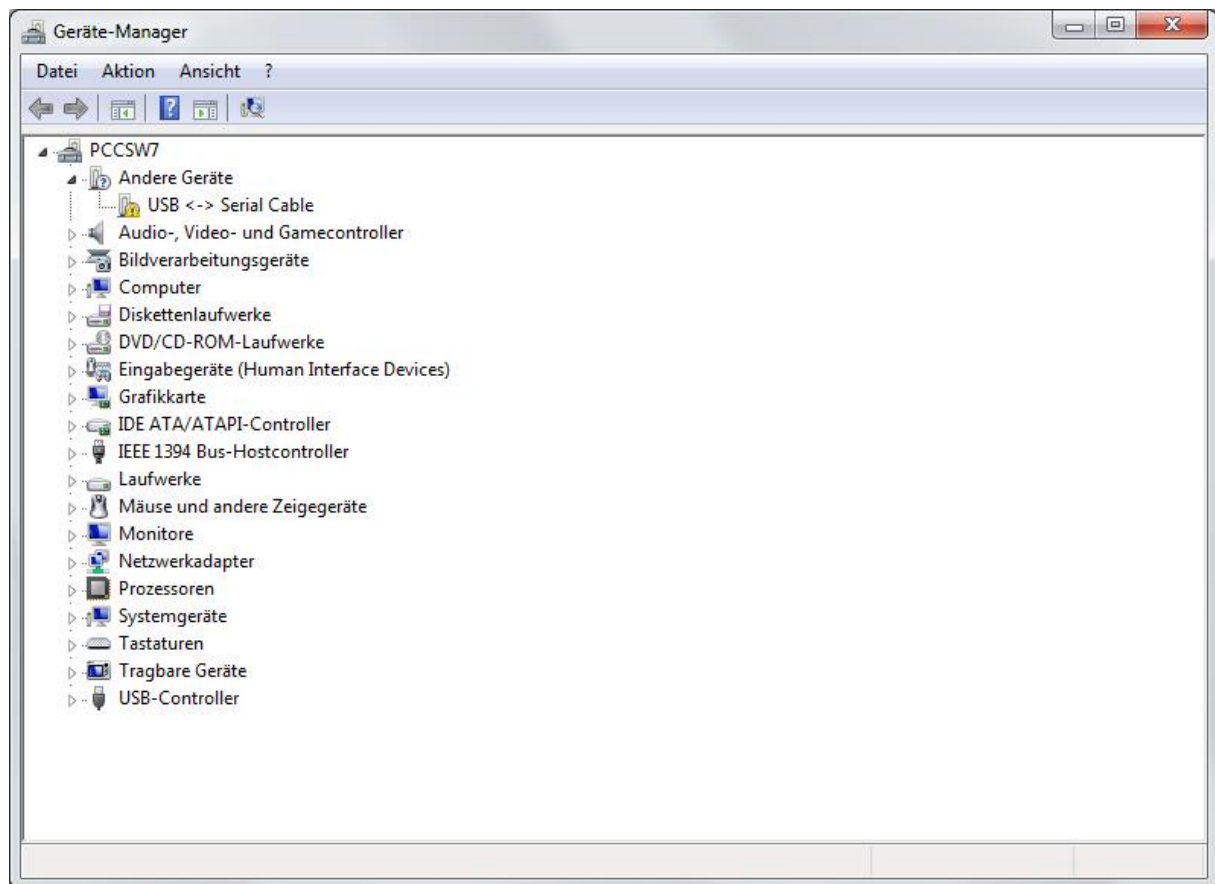 Geräte-Manager
Datei Aktion Ansicht ?
PCCSW7
Andere Geräte
USB <-> Serial Cable
Audio-, Video- und Gamecontroller
Bildverarbeitungsgeräte
Computer
Diskettenlaufwerke
DVD/CD-ROM-Laufwerke
Eingabegeräte (Human Interface Devices)
Grafikkarte
IDE ATA/ATAPI-Controller
IEEE 1394 Bus-Hostcontroller
Laufwerke
Mäuse und andere Zeigegeräte
Monitore
Netzwerkadapter
Prozessoren
Systemgeräte
Tastaturen
Tragbare Geräte
USB-Controller